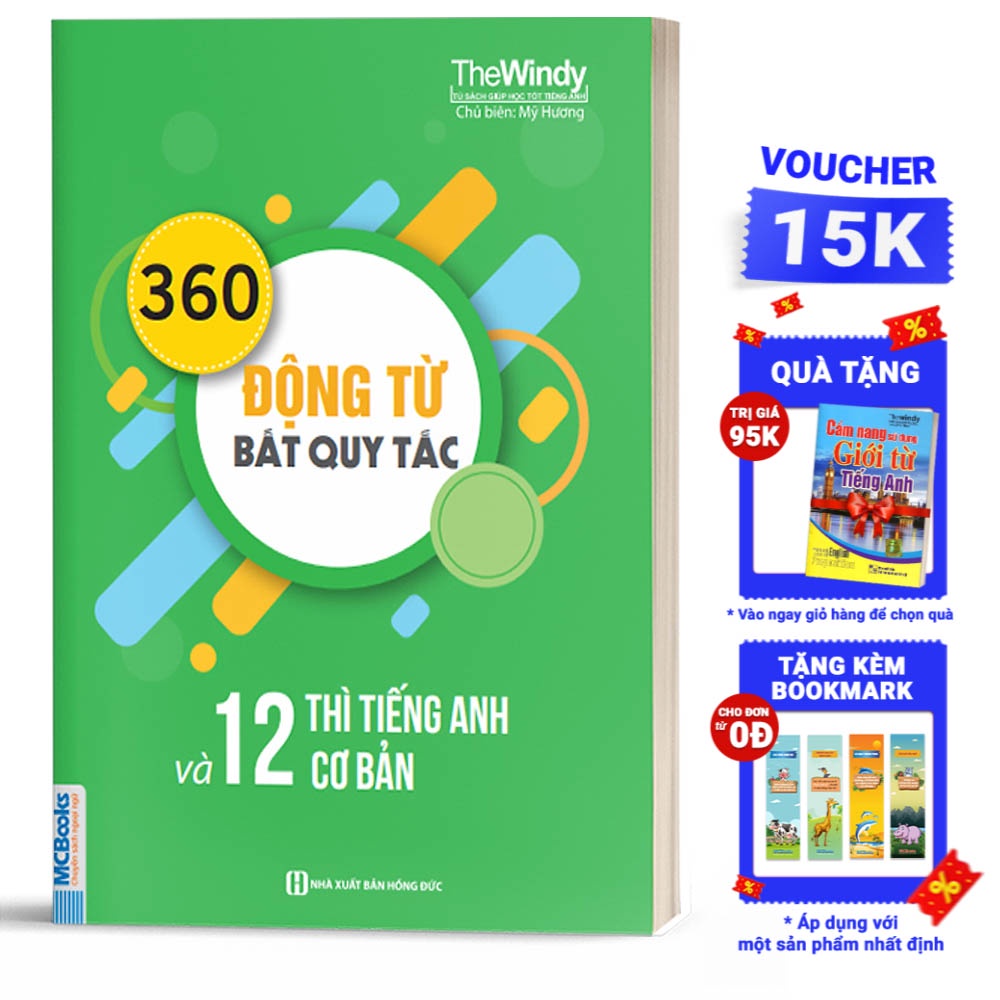 TheWindy
TỦ SÁCH GIÚP HỌC TỐT TIẾNG ANH
Chủ biên: Mỹ Hương
360
ĐỘNG TỪ
BẤT QUY TẮC
và 12 THÌ TIẾNG ANH
CƠ BẢN
MCBooks
Chuyên sách ngoại ngữ
NHÀ XUẤT BẢN HỒNG ĐỨC
VOUCHER
15K
%
%
%
QUÀ TẶNG
TRỊ GIÁ
95K
TheWindy
Cẩm nang sử dụng
Giới từ
Tiếng Anh
* Vào ngay giỏ hàng để chọn quà
TẶNG KÈM
BOOKMARK
CHO ĐƠN
từ 0Đ
%
%
* Áp dụng với
một sản phẩm nhất định